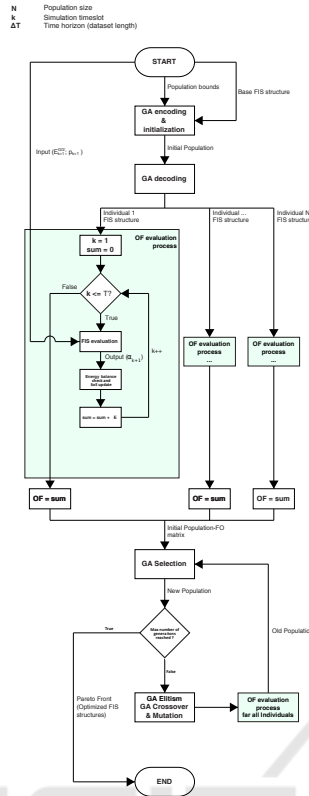 N Population size
k Simulation timeslot
ΔT Time horizon (dataset length)
START
Population bounds
Base FIS structure
GA encoding
&
initialization
Initial Population
GA decoding
Individual 1
FIS structure
Individual ...
FIS structure
Individual N
FIS structure
OF evaluation
process
k = 1
sum = 0
False
k <= T?
True
k++
FIS evaluation
Output (α k+1)
Energy balance
check and
sum = sum + E
OF evaluation
process
...
OF evaluation
process
...
OF = sum
OF = sum
OF = sum
Initial Population-FO
matrix
GA Selection
New Population
Old Population
True
Max number of
generations
reached ?
False
Pareto Front
(Optimized FIS
structures)
GA Elitism
GA Crossover
& Mutation
OF evaluation
process
for all individuals
END